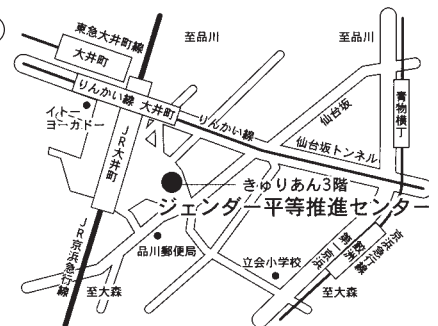 東急大井町線
大井町
至品川
至品川
りんかい線
大井町
りんかい線
仙台坂
仙台坂トンネル
青物横丁
イトー
ヨーカドー
JR大井町
きゅりあん3階
ジェンダー平等推進センター
品川郵便局
立会小学校
JR京浜急行線
第一京浜
鮫洲
京浜急行線
至大森
至大森